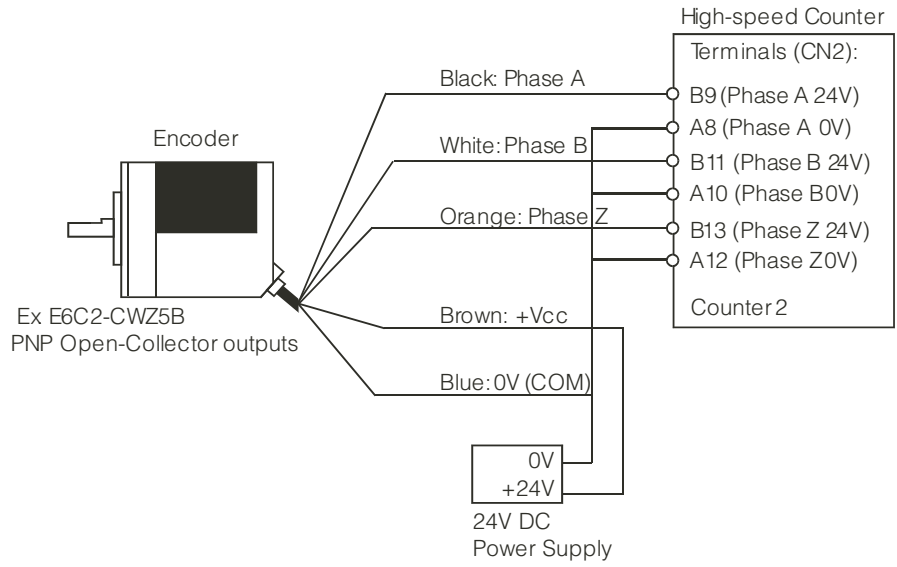 High-speed Counter
Terminals (CN2):
Black: Phase A
B9 (Phase A 24V)
A8 (Phase A 0V)
Encoder
White: Phase B
B11 (Phase B 24V)
A10 (Phase B 0V)
Orange: Phase Z
B13 (Phase Z 24V)
A12 (Phase Z 0V)
Counter 2
Ex E6C2-CWZ5B
PNP Open-Collector outputs
Brown: +Vcc
Blue: 0V (COM)
0V
+24V
24V DC
Power Supply